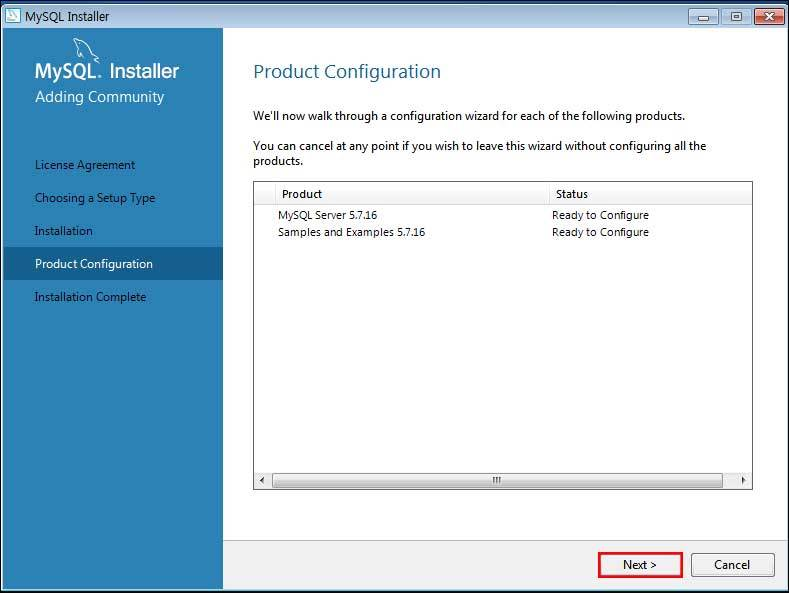 MySQL Installer
MySQL. Installer
Adding Community
License Agreement
Choosing a Setup Type
Installation
Product Configuration
Installation Complete
Product Configuration
We'll now walk through a configuration wizard for each of the following products.
You can cancel at any point if you wish to leave this wizard without configuring all the
products.
Product Status
MySQL Server 5.7.16 Ready to Configure
Samples and Examples 5.7.16 Ready to Configure
Next > Cancel